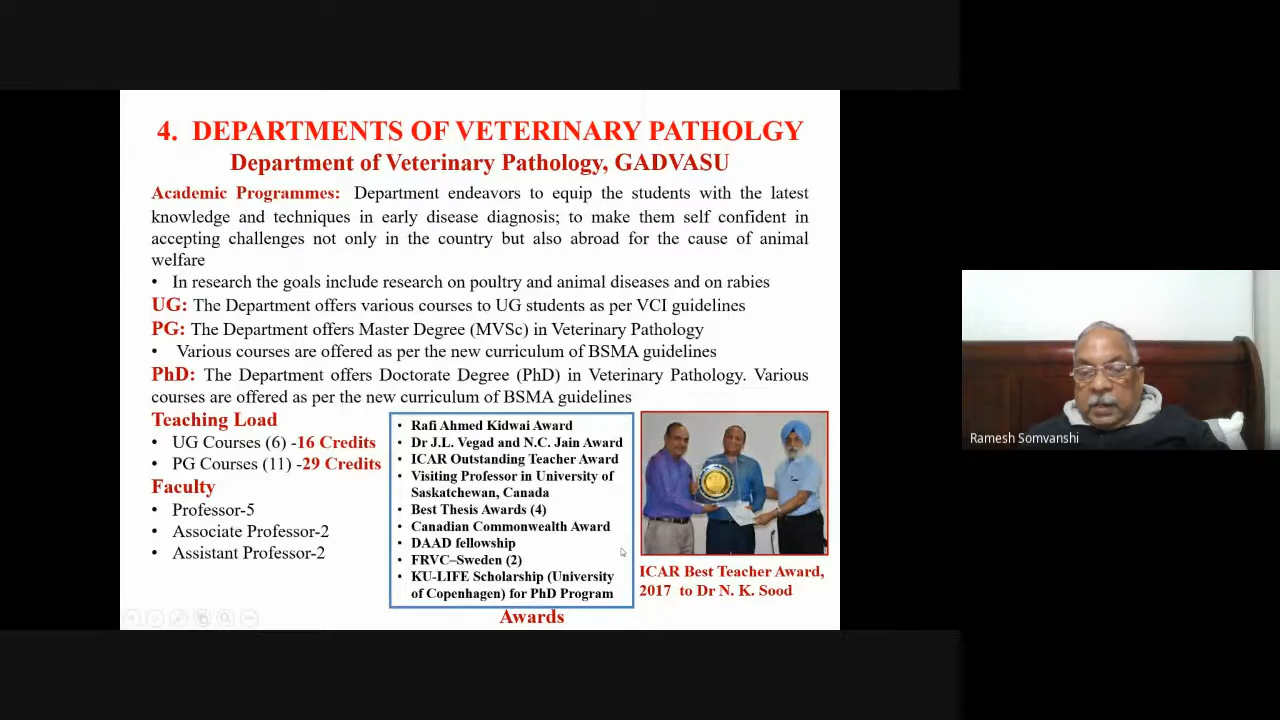 4. DEPARTMENTS OF VETERINARY PATHOLGY
Department of Veterinary Pathology, GADVASU
Academic Programmes: Department endeavors to equip the students with the latest
knowledge and techniques in early disease diagnosis; to make them self confident in
accepting challenges not only in the country but also abroad for the cause of animal
welfare
• In research the goals include research on poultry and animal diseases and on rabies
UG: The Department offers various courses to UG students as per VCI guidelines
PG: The Department offers Master Degree (MVSc) in Veterinary Pathology
• Various courses are offered as per the new curriculum of BSMA guidelines
PhD: The Department offers Doctorate Degree (PhD) in Veterinary Pathology. Various
courses are offered as per the new curriculum of BSMA guidelines
Teaching Load
• UG Courses (6) -16 Credits
• PG Courses (11) -29 Credits
Faculty
• Professor-5
• Associate Professor-2
• Assistant Professor-2
• Rafi Ahmed Kidwai Award
• Dr J.L. Vegad and N.C. Jain Award
• ICAR Outstanding Teacher Award
• Visiting Professor in University of
Saskatchewan, Canada
• Best Thesis Awards (4)
• Canadian Commonwealth Award
• DAAD fellowship
• FRVC–Sweden (2)
• KU-LIFE Scholarship (University
of Copenhagen) for PhD Program
Awards
ICAR Best Teacher Award,
2017 to Dr N. K. Sood
Ramesh Somvanshi